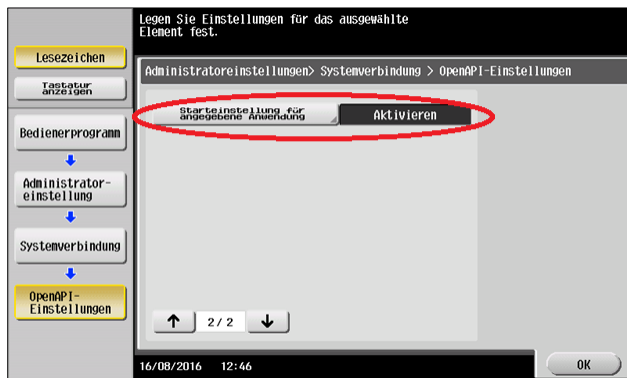 Legen Sie Einstellungen für das ausgewählte
Element fest.
Lesezeichen
Tastatur
anzeigen
Administratoreinstellungen> Systemverbindung > OpenAPI-Einstellungen
Starteinstellung für
angegebene Anwendung
Aktivieren
Bedienerprogramm
Administrator-
einstellung
Systemverbindung
OpenAPI-
Einstellungen
↑ 2/2 ↓
16/08/2016 12:46
OK